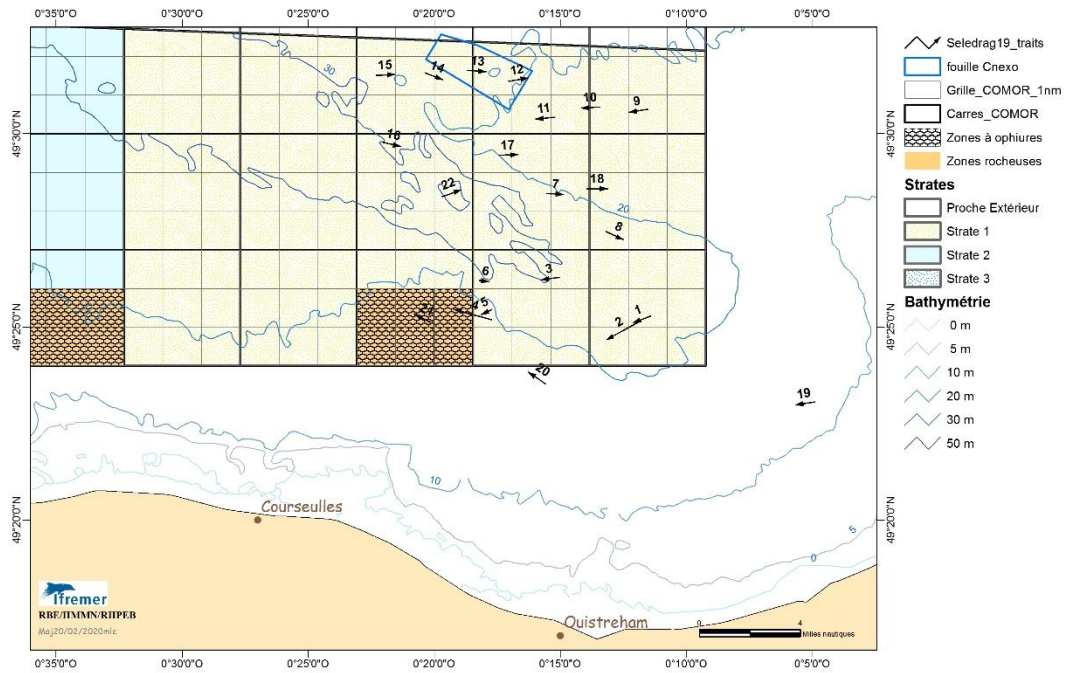 0°35'0"O 0°30'0"O 0°25'0"O 0°20'0"O 0°15'0"O 0°10'0"O 0°5'0"O
49°30'0"N
49°25'0"N
49°20'0"N
30
15
14
13
12
11
10
9
16
17
7
18
22
20
8
6
3
5
4
21
1
2
20
19
10
5
0
Courseulles
Ouistreham
Ifremer
Maj20/02/2020mlc
0 4
Milles nautiques
49°30'0"N
49°25'0"N
49°20'0"N
0°35'0"O 0°30'0"O 0°25'0"O 0°20'0"O 0°15'0"O 0°10'0"O 0°5'0"O
Seledrag19_traits
fouille Cnexo
Grille_COMOR_1nm
Carres_COMOR
Zones à ophiures
Zones rocheuses
Strates
Proche Extérieur
Strate 1
Strate 2
Strate 3
Bathymétrie
0 m
5 m
10 m
20 m
30 m
50 m